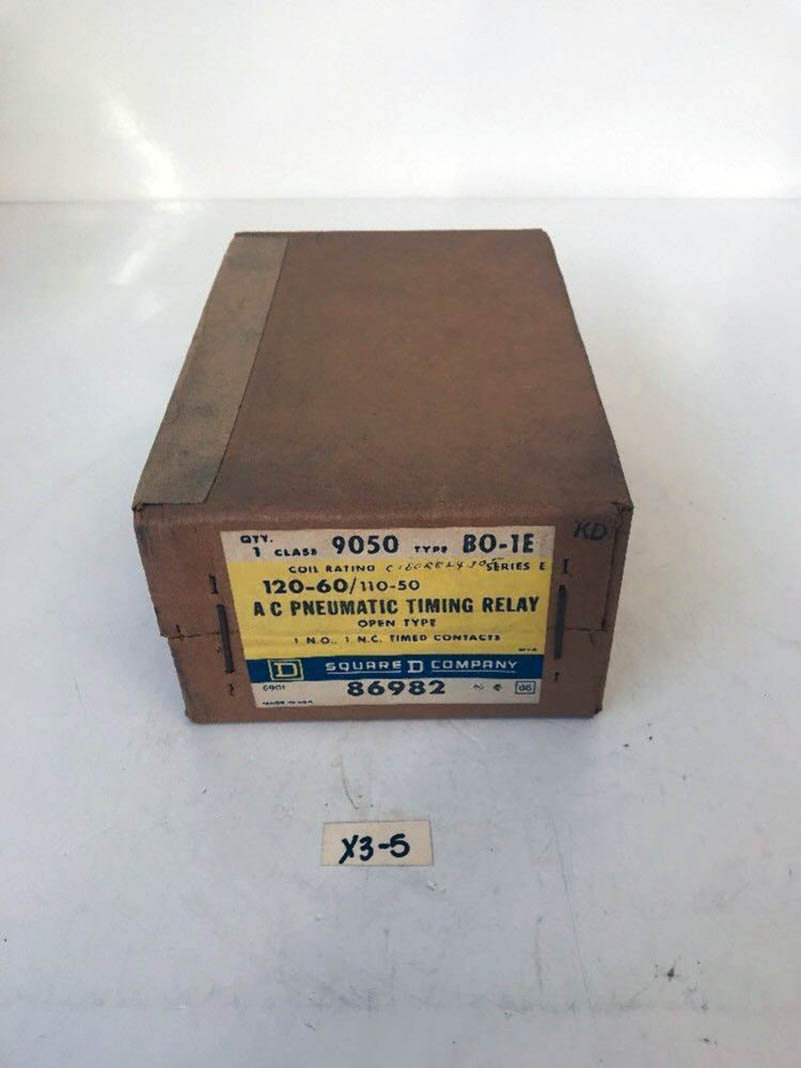 KD
QTY.
1 CLASS 9050 TYPE BO-1E
COIL RATING SERIES E
120-60/110-50
A C PNEUMATIC TIMING RELAY
OPEN TYPE
1 N.O., 1 N.C. TIMED CONTACTS
D SQUARE D COMPANY
6901 86982
MADE IN USA
X3-5